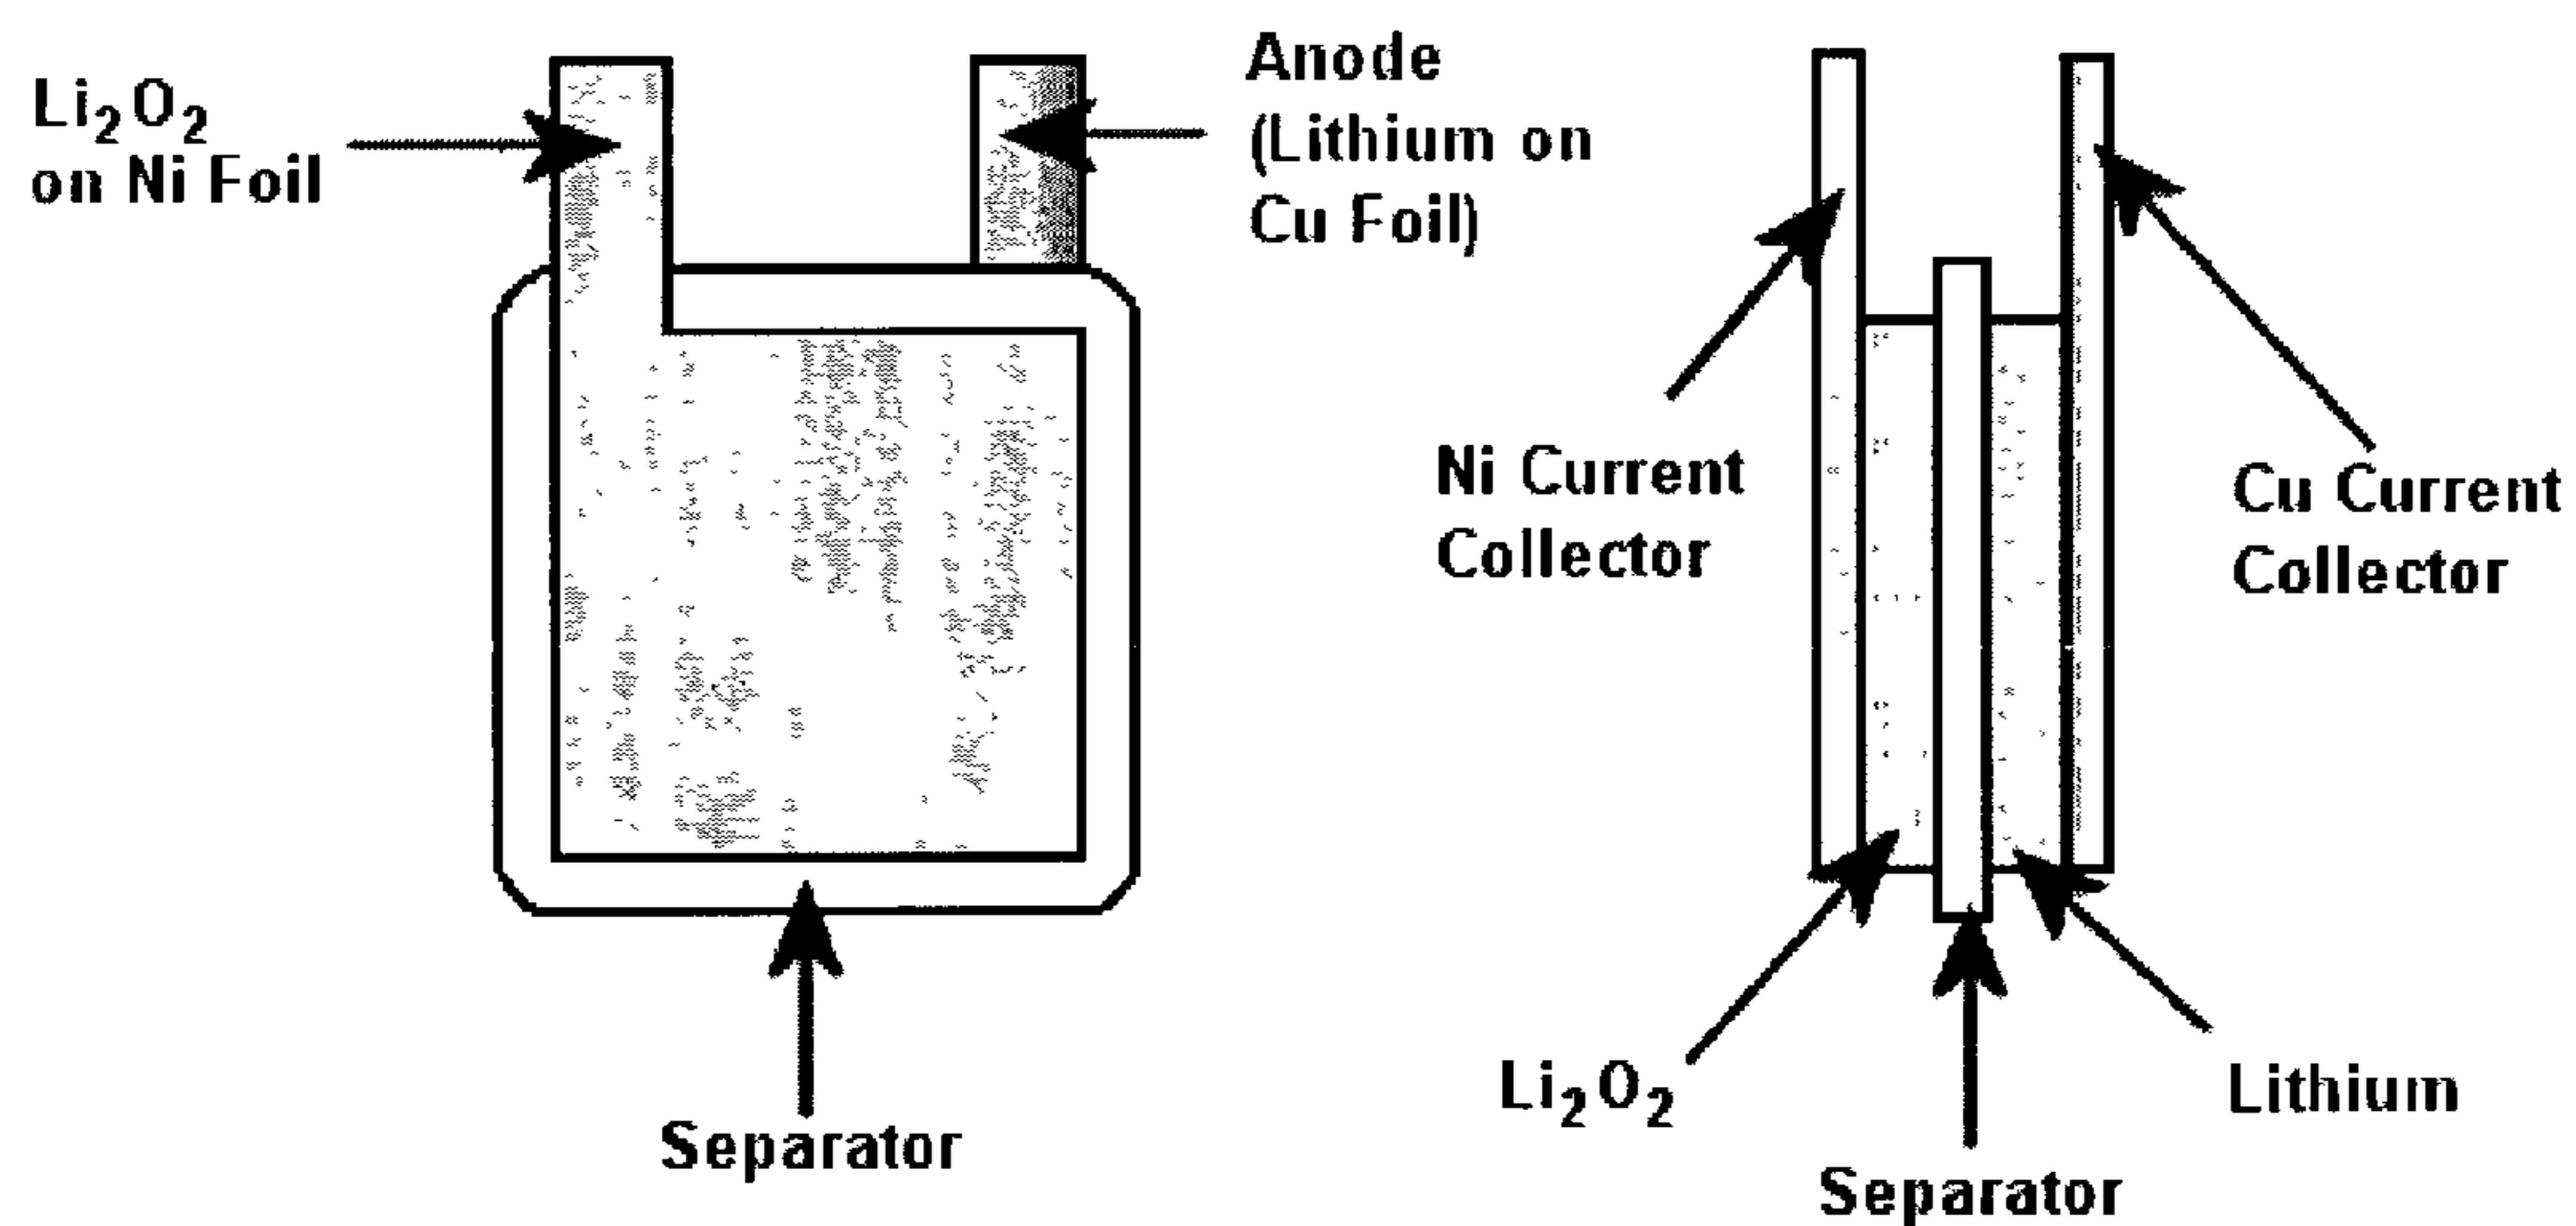 Li₂O₂
on Ni Foil
Anode
(Lithium on
Cu Foil)
Separator
Ni Current
Collector
Cu Current
Collector
Li₂O₂
Lithium
Separator